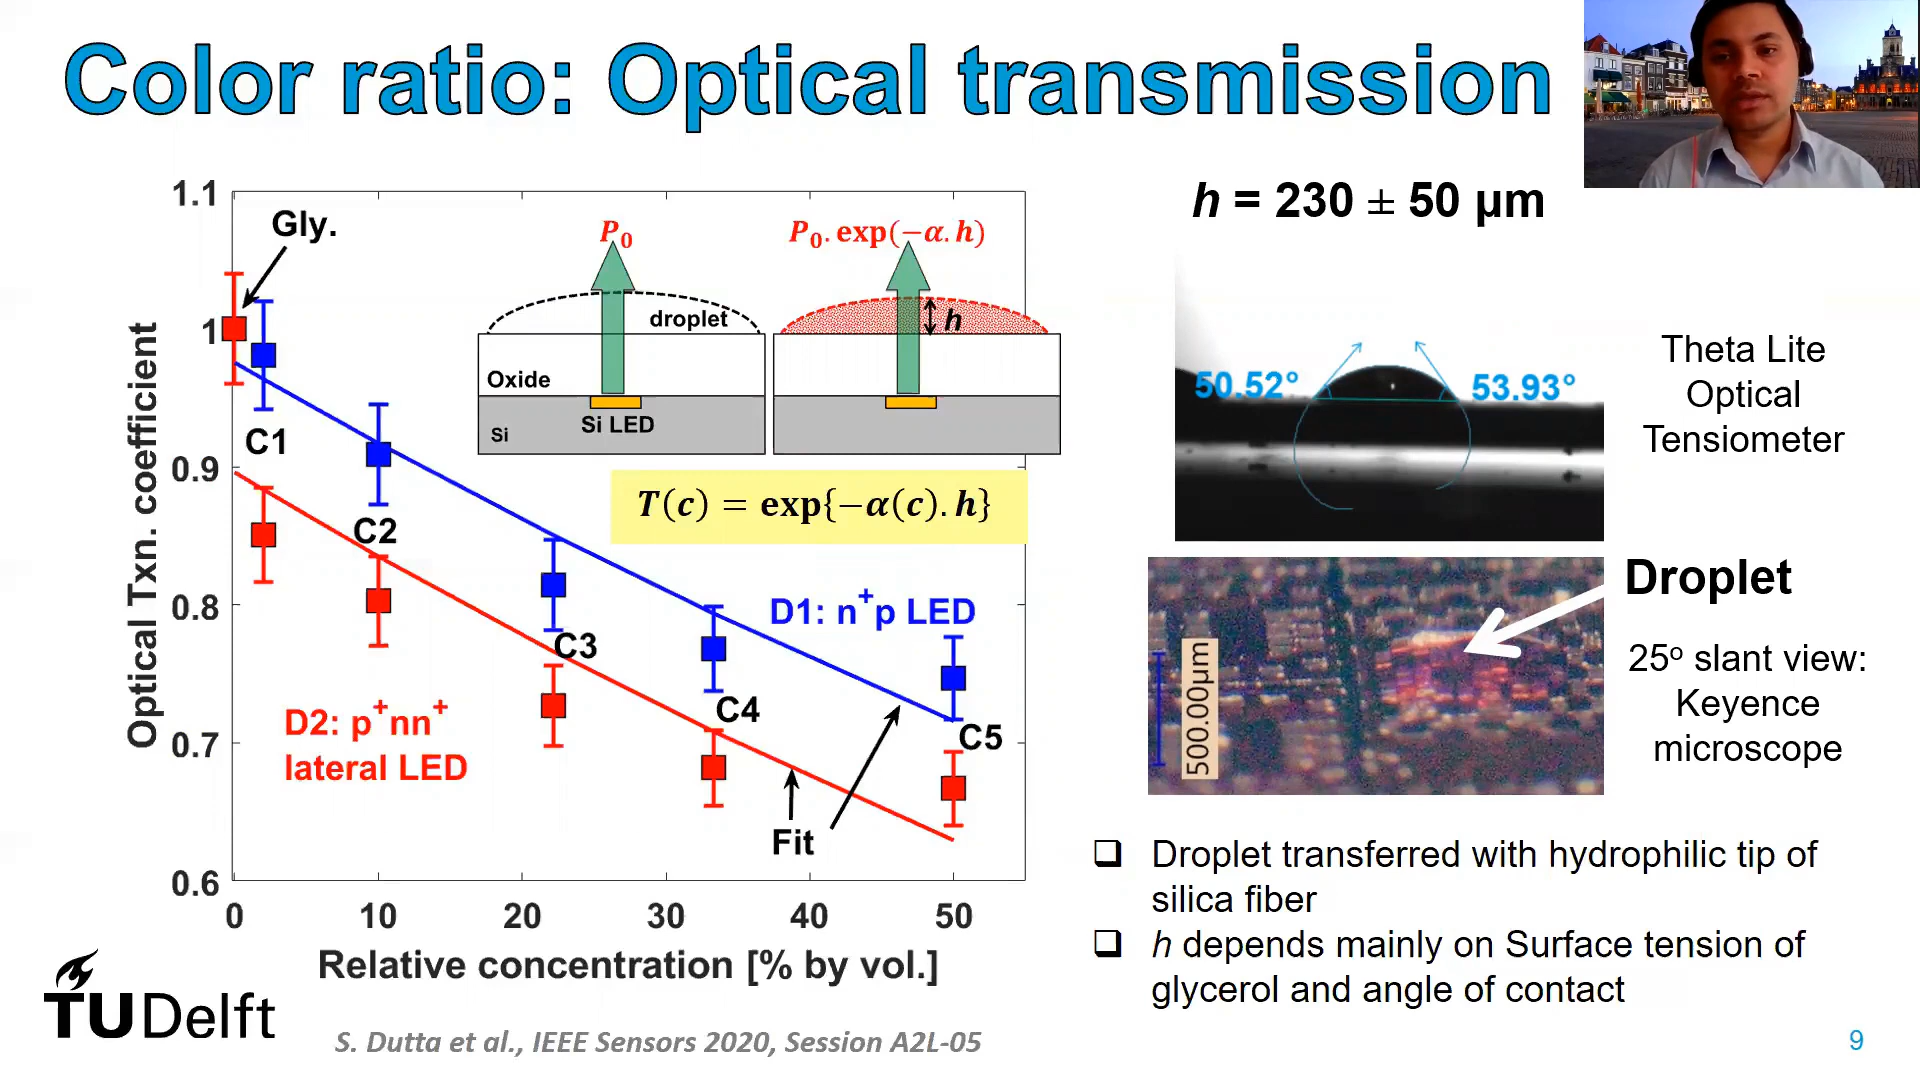 Color ratio: Optical transmission
h = 230 ± 50 µm
1.1
1
0.9
0.8
0.7
0.6
0
10
20
30
40
50
Optical Txn. coefficient
Relative concentration [% by vol.]
Gly.
C1
C2
C3
C4
C5
P₀
P₀.exp(−α.h)
droplet
h
Oxide
Si LED
Si
T(c) = exp{−α(c).h}
D1: n⁺p LED
D2: p⁺nn⁺
lateral LED
Fit
50.52°
53.93°
Theta Lite
Optical
Tensiometer
500.00µm
Droplet
25º slant view:
Keyence
microscope
❑ Droplet transferred with hydrophilic tip of
silica fiber
❑ h depends mainly on Surface tension of
glycerol and angle of contact
TUDelft
S. Dutta et al., IEEE Sensors 2020, Session A2L-05
9